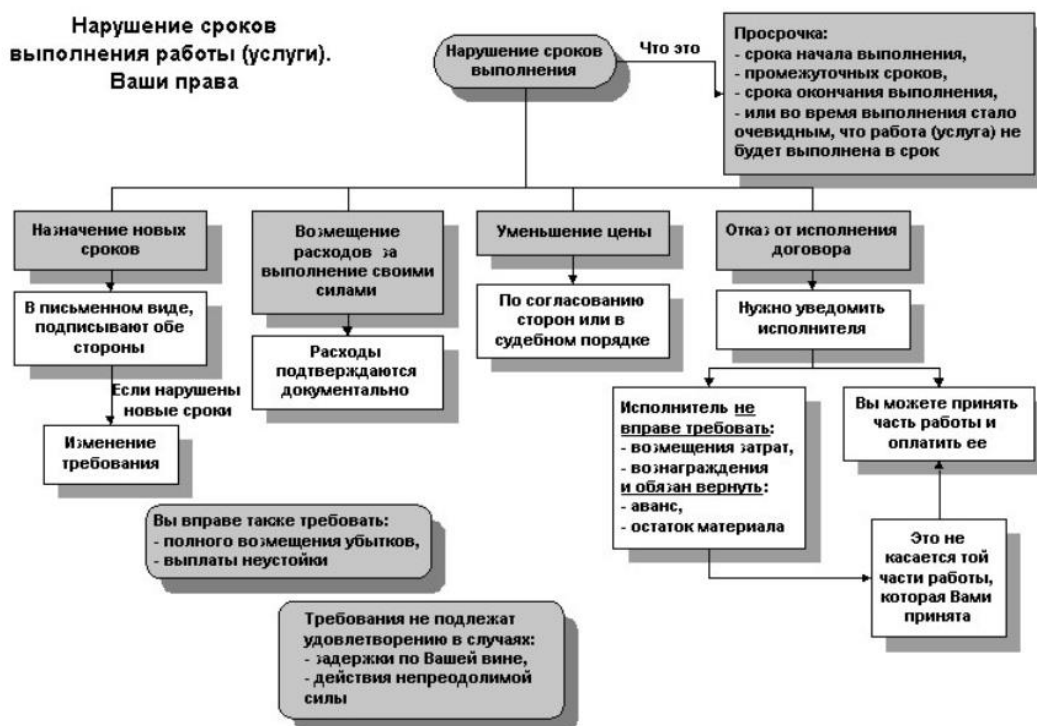 Нарушение сроков
выполнения работы (услуги).
Ваши права
Нарушение сроков
выполнения
Что это
Просрочка:
- срока начала выполнения,
- промежуточных сроков,
- срока окончания выполнения,
- или во время выполнения стало
очевидным, что работа (услуга) не
будет выполнена в срок
Назначение новых
сроков
В письменном виде,
подписывают обе
стороны
Если нарушены
новые сроки
Изменение
требования
Возмещение
расходов за
выполнение своими
силами
Расходы
подтверждаются
документально
Уменьшение цены
По согласованию
сторон или в
судебном порядке
Отказ от исполнения
договора
Нужно уведомить
исполнителя
Исполнитель не
вправе требовать:
- возмещения затрат,
- вознаграждения
и обязан вернуть:
- аванс,
- остаток материала
Вы можете принять
часть работы и
оплатить ее
Это не
касается той
части работы,
которая Вами
принята
Вы вправе также требовать:
- полного возмещения убытков,
- выплаты неустойки
Требования не подлежат
удовлетворению в случаях:
- задержки по Вашей вине,
- действия непреодолимой
силы